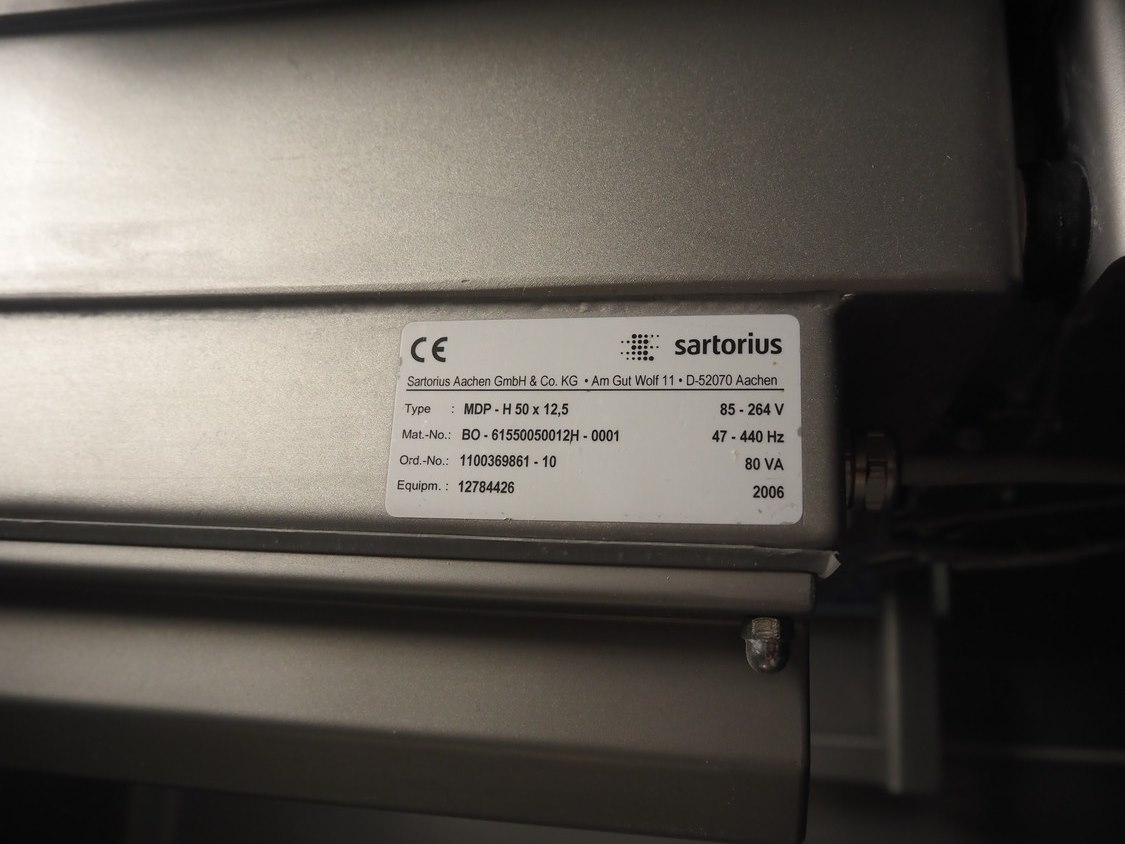 CE sartorius
Sartorius Aachen GmbH & Co. KG • Am Gut Wolf 11 • D-52070 Aachen
Type : MDP - H 50 x 12,5 85 - 264 V
Mat.-No.: BO - 61550050012H - 0001 47 - 440 Hz
Ord.-No.: 1100369861 - 10 80 VA
Equipm. : 12784426 2006